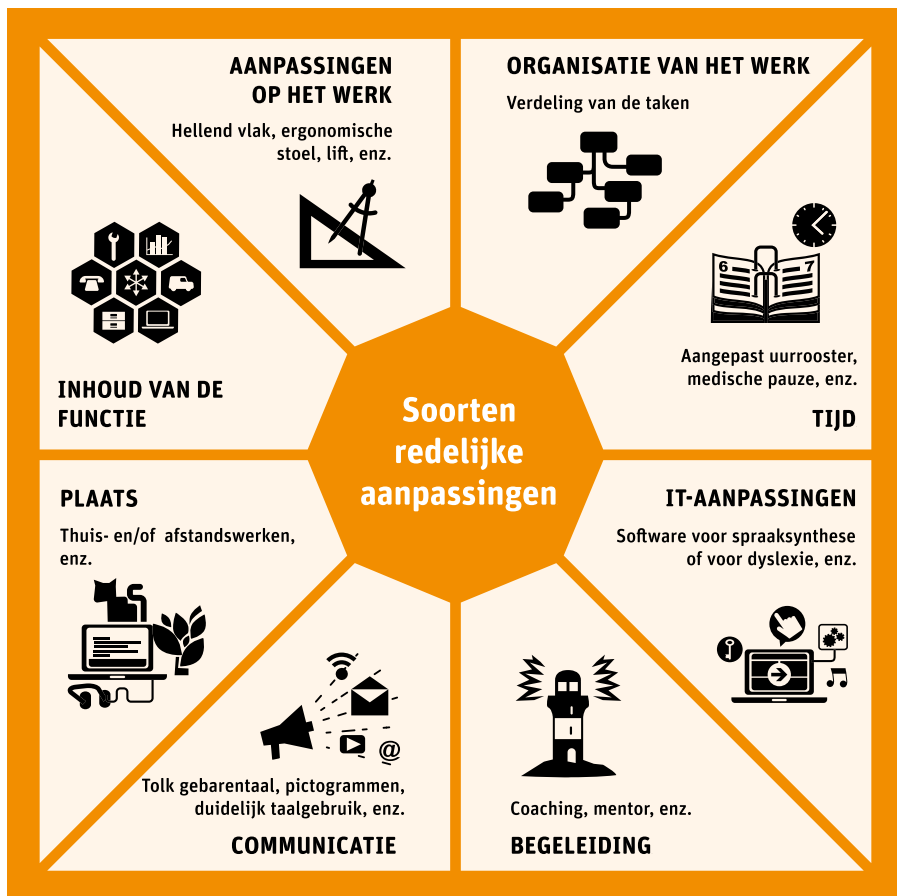 AANPASSINGEN
OP HET WERK
Hellend vlak, ergonomische
stoel, lift, enz.
ORGANISATIE VAN HET WERK
Verdeling van de taken
6
7
Aangepast uurrooster,
medische pauze, enz.
TIJD
INHOUD VAN DE
FUNCTIE
Soorten
redelijke
aanpassingen
PLAATS
Thuis- en/of afstandswerken,
enz.
IT-AANPASSINGEN
Software voor spraaksynthese
of voor dyslexie, enz.
@
Tolk gebarentaal, pictogrammen,
duidelijk taalgebruik, enz.
COMMUNICATIE
Coaching, mentor, enz.
BEGELEIDING